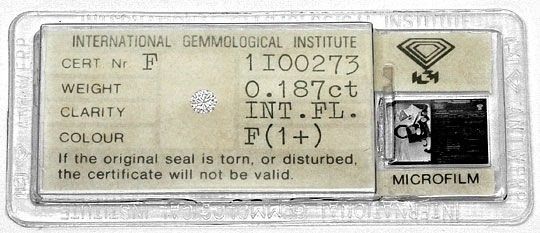 INTERNATIONAL GEMMOLOGICAL INSTITUTE
CERT Nr F 1I00273
WEIGHT 0.187ct
CLARITY INT.FL.
COLOUR F(1+)
If the original seal is torn, or disturbed,
the certificate will not be valid.
MICROFILM